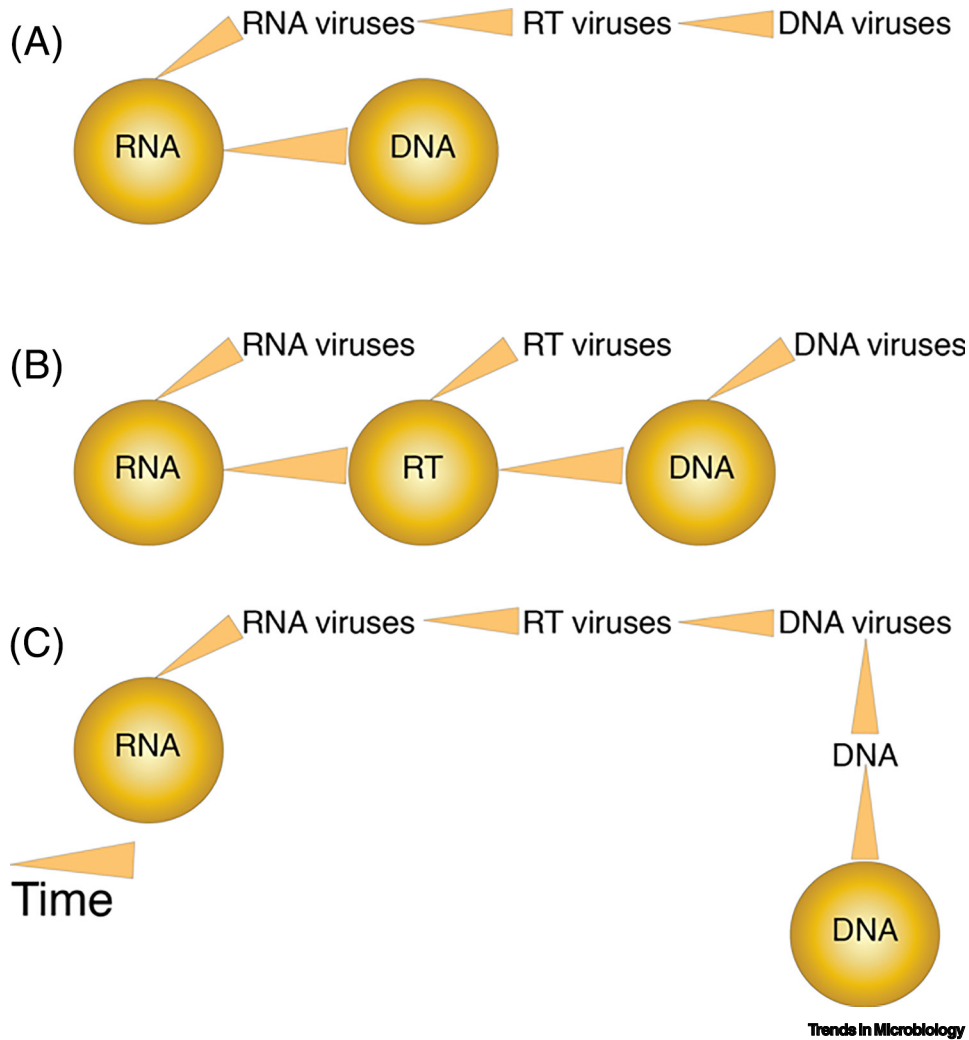 (A)
RNA viruses RT viruses DNA viruses
RNA DNA
(B)
RNA viruses RT viruses DNA viruses
RNA RT DNA
(C)
RNA viruses RT viruses DNA viruses
RNA
DNA
Time
DNA
Trends in Microbiology